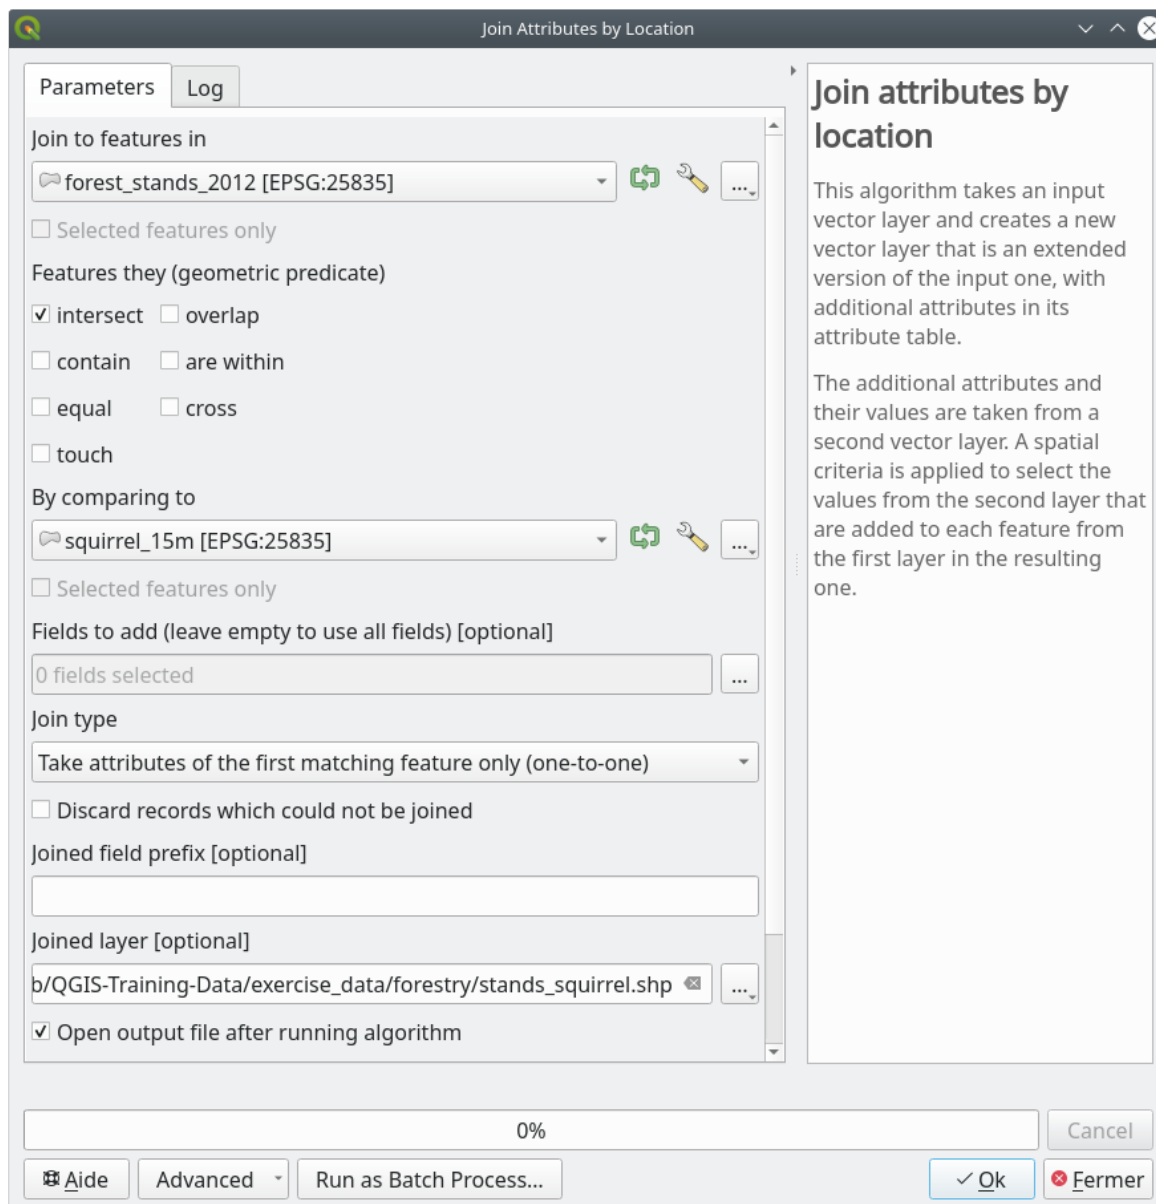 Join Attributes by Location
Parameters
Log
Join to features in
forest_stands_2012 [EPSG:25835]
...
Selected features only
Features they (geometric predicate)
intersect
overlap
contain
are within
equal
cross
touch
By comparing to
squirrel_15m [EPSG:25835]
...
Selected features only
Fields to add (leave empty to use all fields) [optional]
0 fields selected
...
Join type
Take attributes of the first matching feature only (one-to-one)
Discard records which could not be joined
Joined field prefix [optional]
Joined layer [optional]
b/QGIS-Training-Data/exercise_data/forestry/stands_squirrel.shp
...
Open output file after running algorithm
Join attributes by
location
This algorithm takes an input
vector layer and creates a new
vector layer that is an extended
version of the input one, with
additional attributes in its
attribute table.
The additional attributes and
their values are taken from a
second vector layer. A spatial
criteria is applied to select the
values from the second layer that
are added to each feature from
the first layer in the resulting
one.
0%
Cancel
Aide
Advanced
Run as Batch Process...
Ok
Fermer